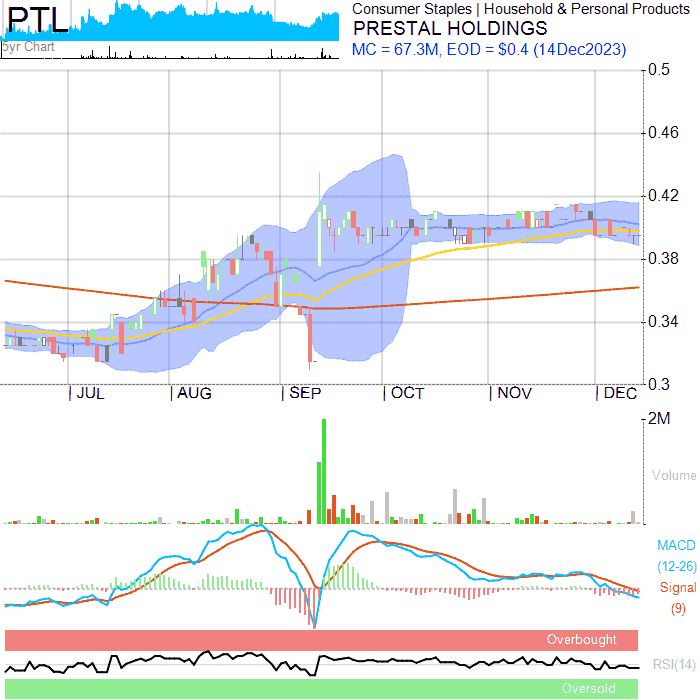 PTL
5yr Chart
Consumer Staples | Household & Personal Products
PRESTAL HOLDINGS
MC = 67.3M, EOD = $0.4 (14Dec2023)
0.5
0.46
0.42
0.38
0.34
0.3
JUL AUG SEP OCT NOV DEC
2M
Volume
MACD
(12-26)
Signal
(9)
Overbought
RSI(14)
Oversold